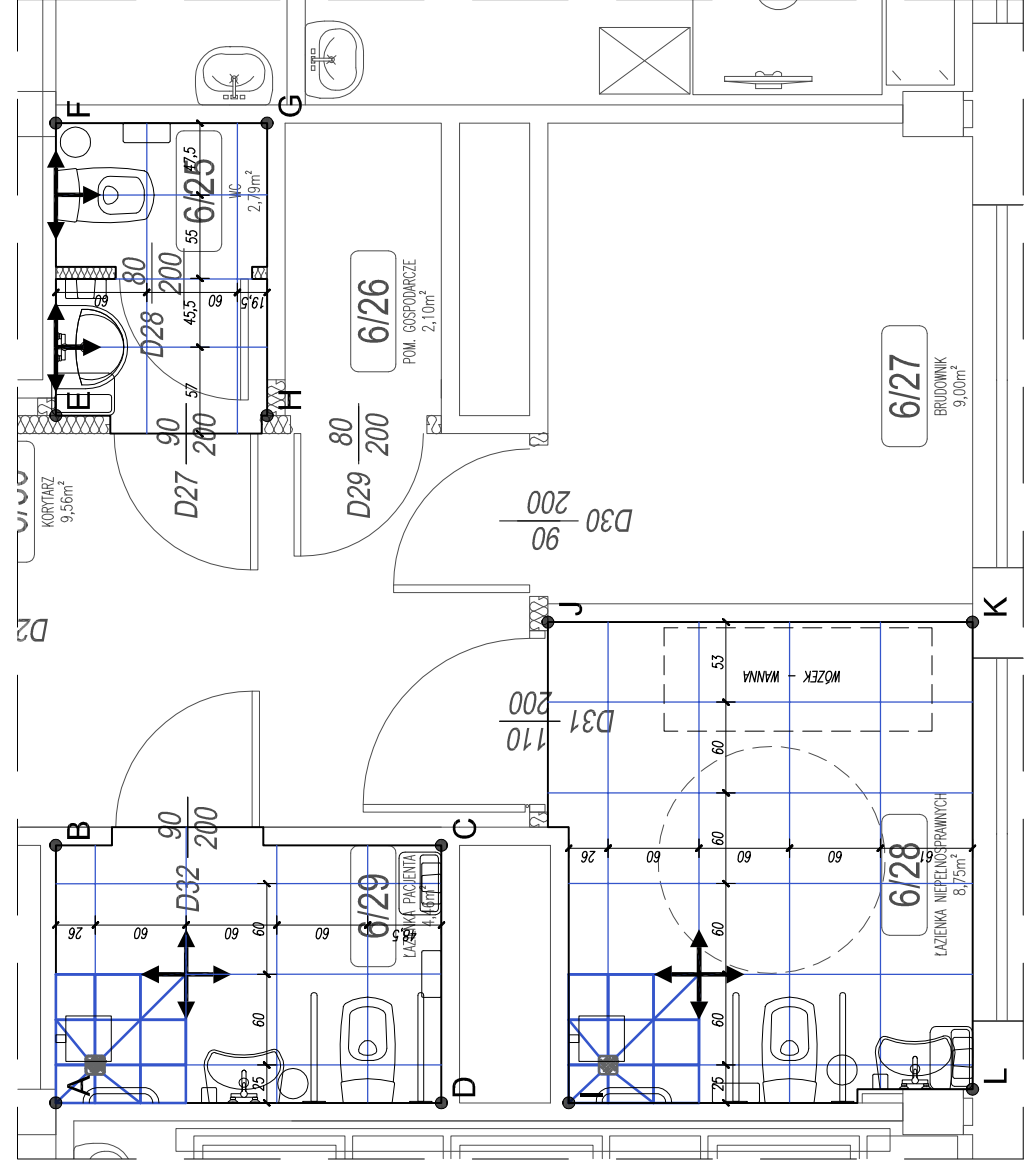 F
G
6/25
WC
2,79m²
47,5
55
45,5
57
60
60
19,5
80
200
D28
E
H
90
200
D27
6/26
POM. GOSPODARCZE
2,10m²
80
200
D29
6/27
BRUDOWNIK
9,00m²
KORYTARZ
9,56m²
90
200
D30
J
K
53
WÓZEK – WANNA
110
200
D31
60
60
60
60
25
26
60
60
60
61
6/28
ŁAZIENKA NIEPEŁNOSPRAWNYCH
8,75m²
I
L
B
C
90
200
D32
6/29
ŁAZIENKA PACJENTA
26
60
60
60
48,5
60
60
25
A
D